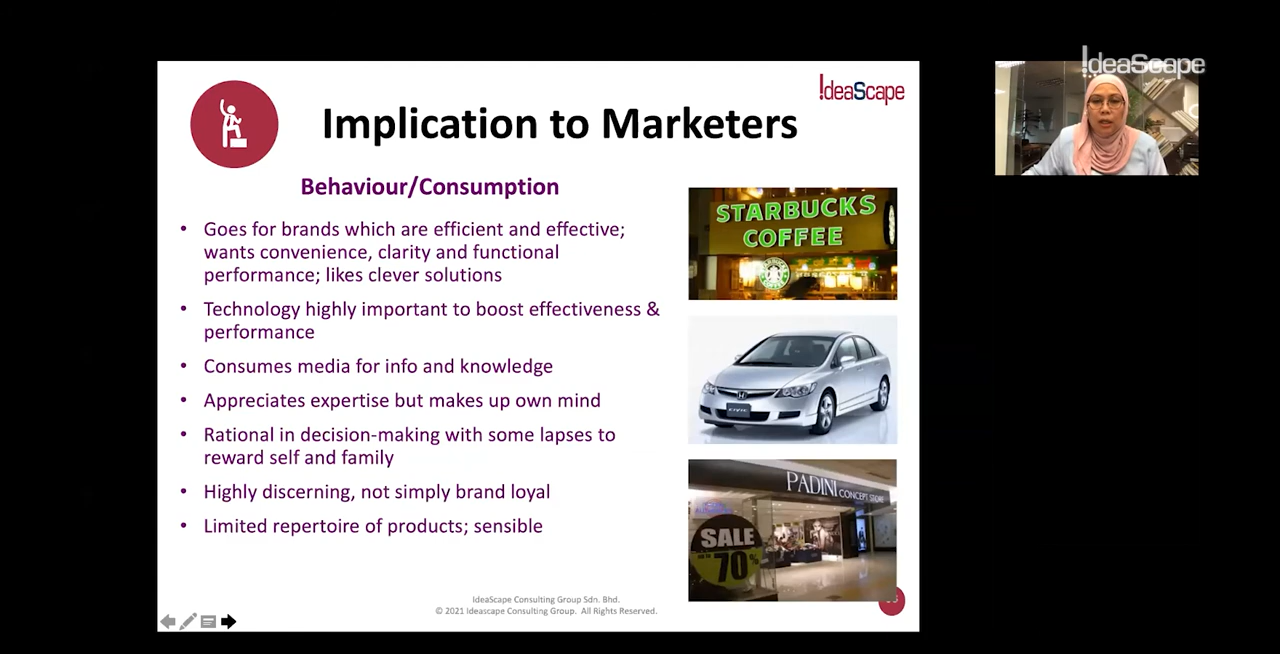 !deaScape
!deaScape
Implication to Marketers
Behaviour/Consumption
• Goes for brands which are efficient and effective;
wants convenience, clarity and functional
performance; likes clever solutions
• Technology highly important to boost effectiveness &
performance
• Consumes media for info and knowledge
• Appreciates expertise but makes up own mind
• Rational in decision-making with some lapses to
reward self and family
• Highly discerning, not simply brand loyal
• Limited repertoire of products; sensible
STARBUCKS
COFFEE
CIVIC
PADINI CONCEPT STORE
SALE
70%
IdeaScape Consulting Group Sdn. Bhd.
© 2021 Ideascape Consulting Group. All Rights Reserved.